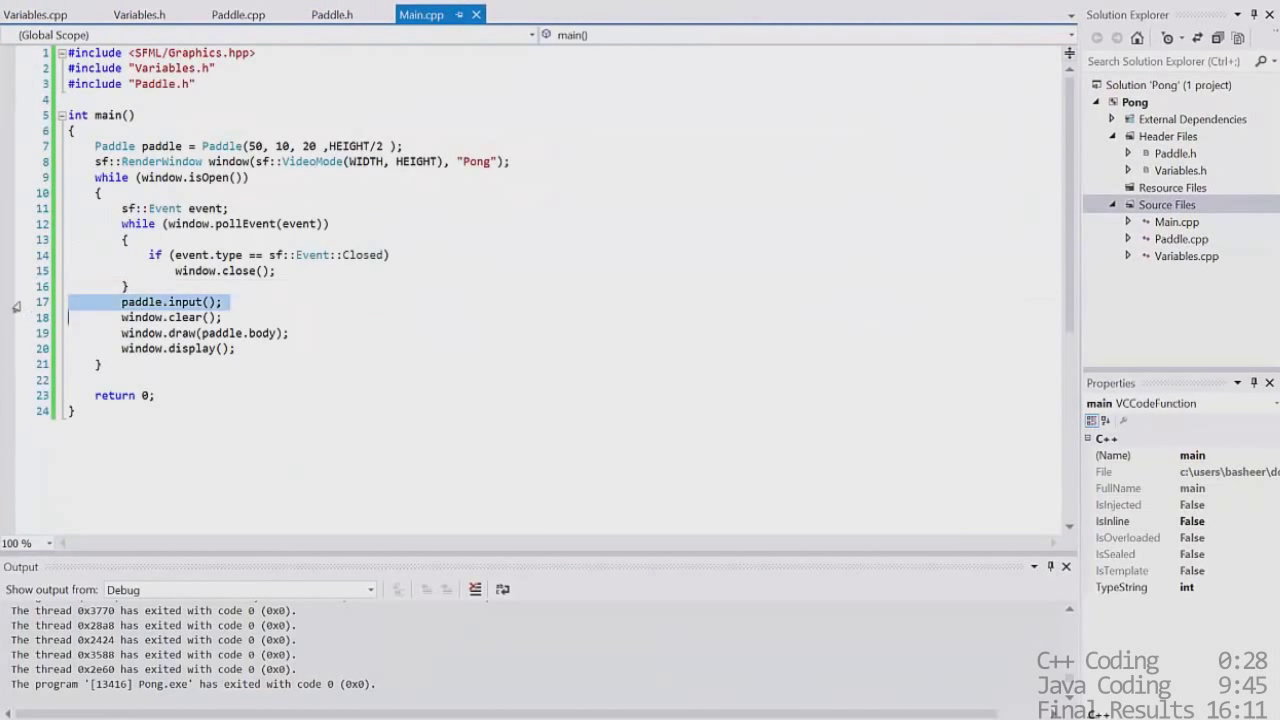 Variables.cpp Variables.h Paddle.cpp Paddle.h Main.cpp
(Global Scope) main()
1 #include <SFML/Graphics.hpp>
2 #include "Variables.h"
3 #include "Paddle.h"
4
5 int main()
6 {
7 Paddle paddle = Paddle(50, 10, 20 ,HEIGHT/2 );
8 sf::RenderWindow window(sf::VideoMode(WIDTH, HEIGHT), "Pong");
9 while (window.isOpen())
10 {
11 sf::Event event;
12 while (window.pollEvent(event))
13 {
14 if (event.type == sf::Event::Closed)
15 window.close();
16 }
17 paddle.input();
18 window.clear();
19 window.draw(paddle.body);
20 window.display();
21 }
22
23 return 0;
24 }
100 %
Output
Show output from: Debug
The thread 0x3770 has exited with code 0 (0x0).
The thread 0x28a8 has exited with code 0 (0x0).
The thread 0x2424 has exited with code 0 (0x0).
The thread 0x3588 has exited with code 0 (0x0).
The thread 0x2e60 has exited with code 0 (0x0).
The program '[13416] Pong.exe' has exited with code 0 (0x0).
Solution Explorer
Search Solution Explorer (Ctrl+;)
Solution 'Pong' (1 project)
Pong
External Dependencies
Header Files
Paddle.h
Variables.h
Resource Files
Source Files
Main.cpp
Paddle.cpp
Variables.cpp
Properties
main VCCodeFunction
C++
(Name) main
File c:\users\basheer\do
FullName main
IsInjected False
IsInline False
IsOverloaded False
IsSealed False
IsTemplate False
TypeString int
C++ Coding 0:28
Java Coding 9:45
Final Results 16:11
C++